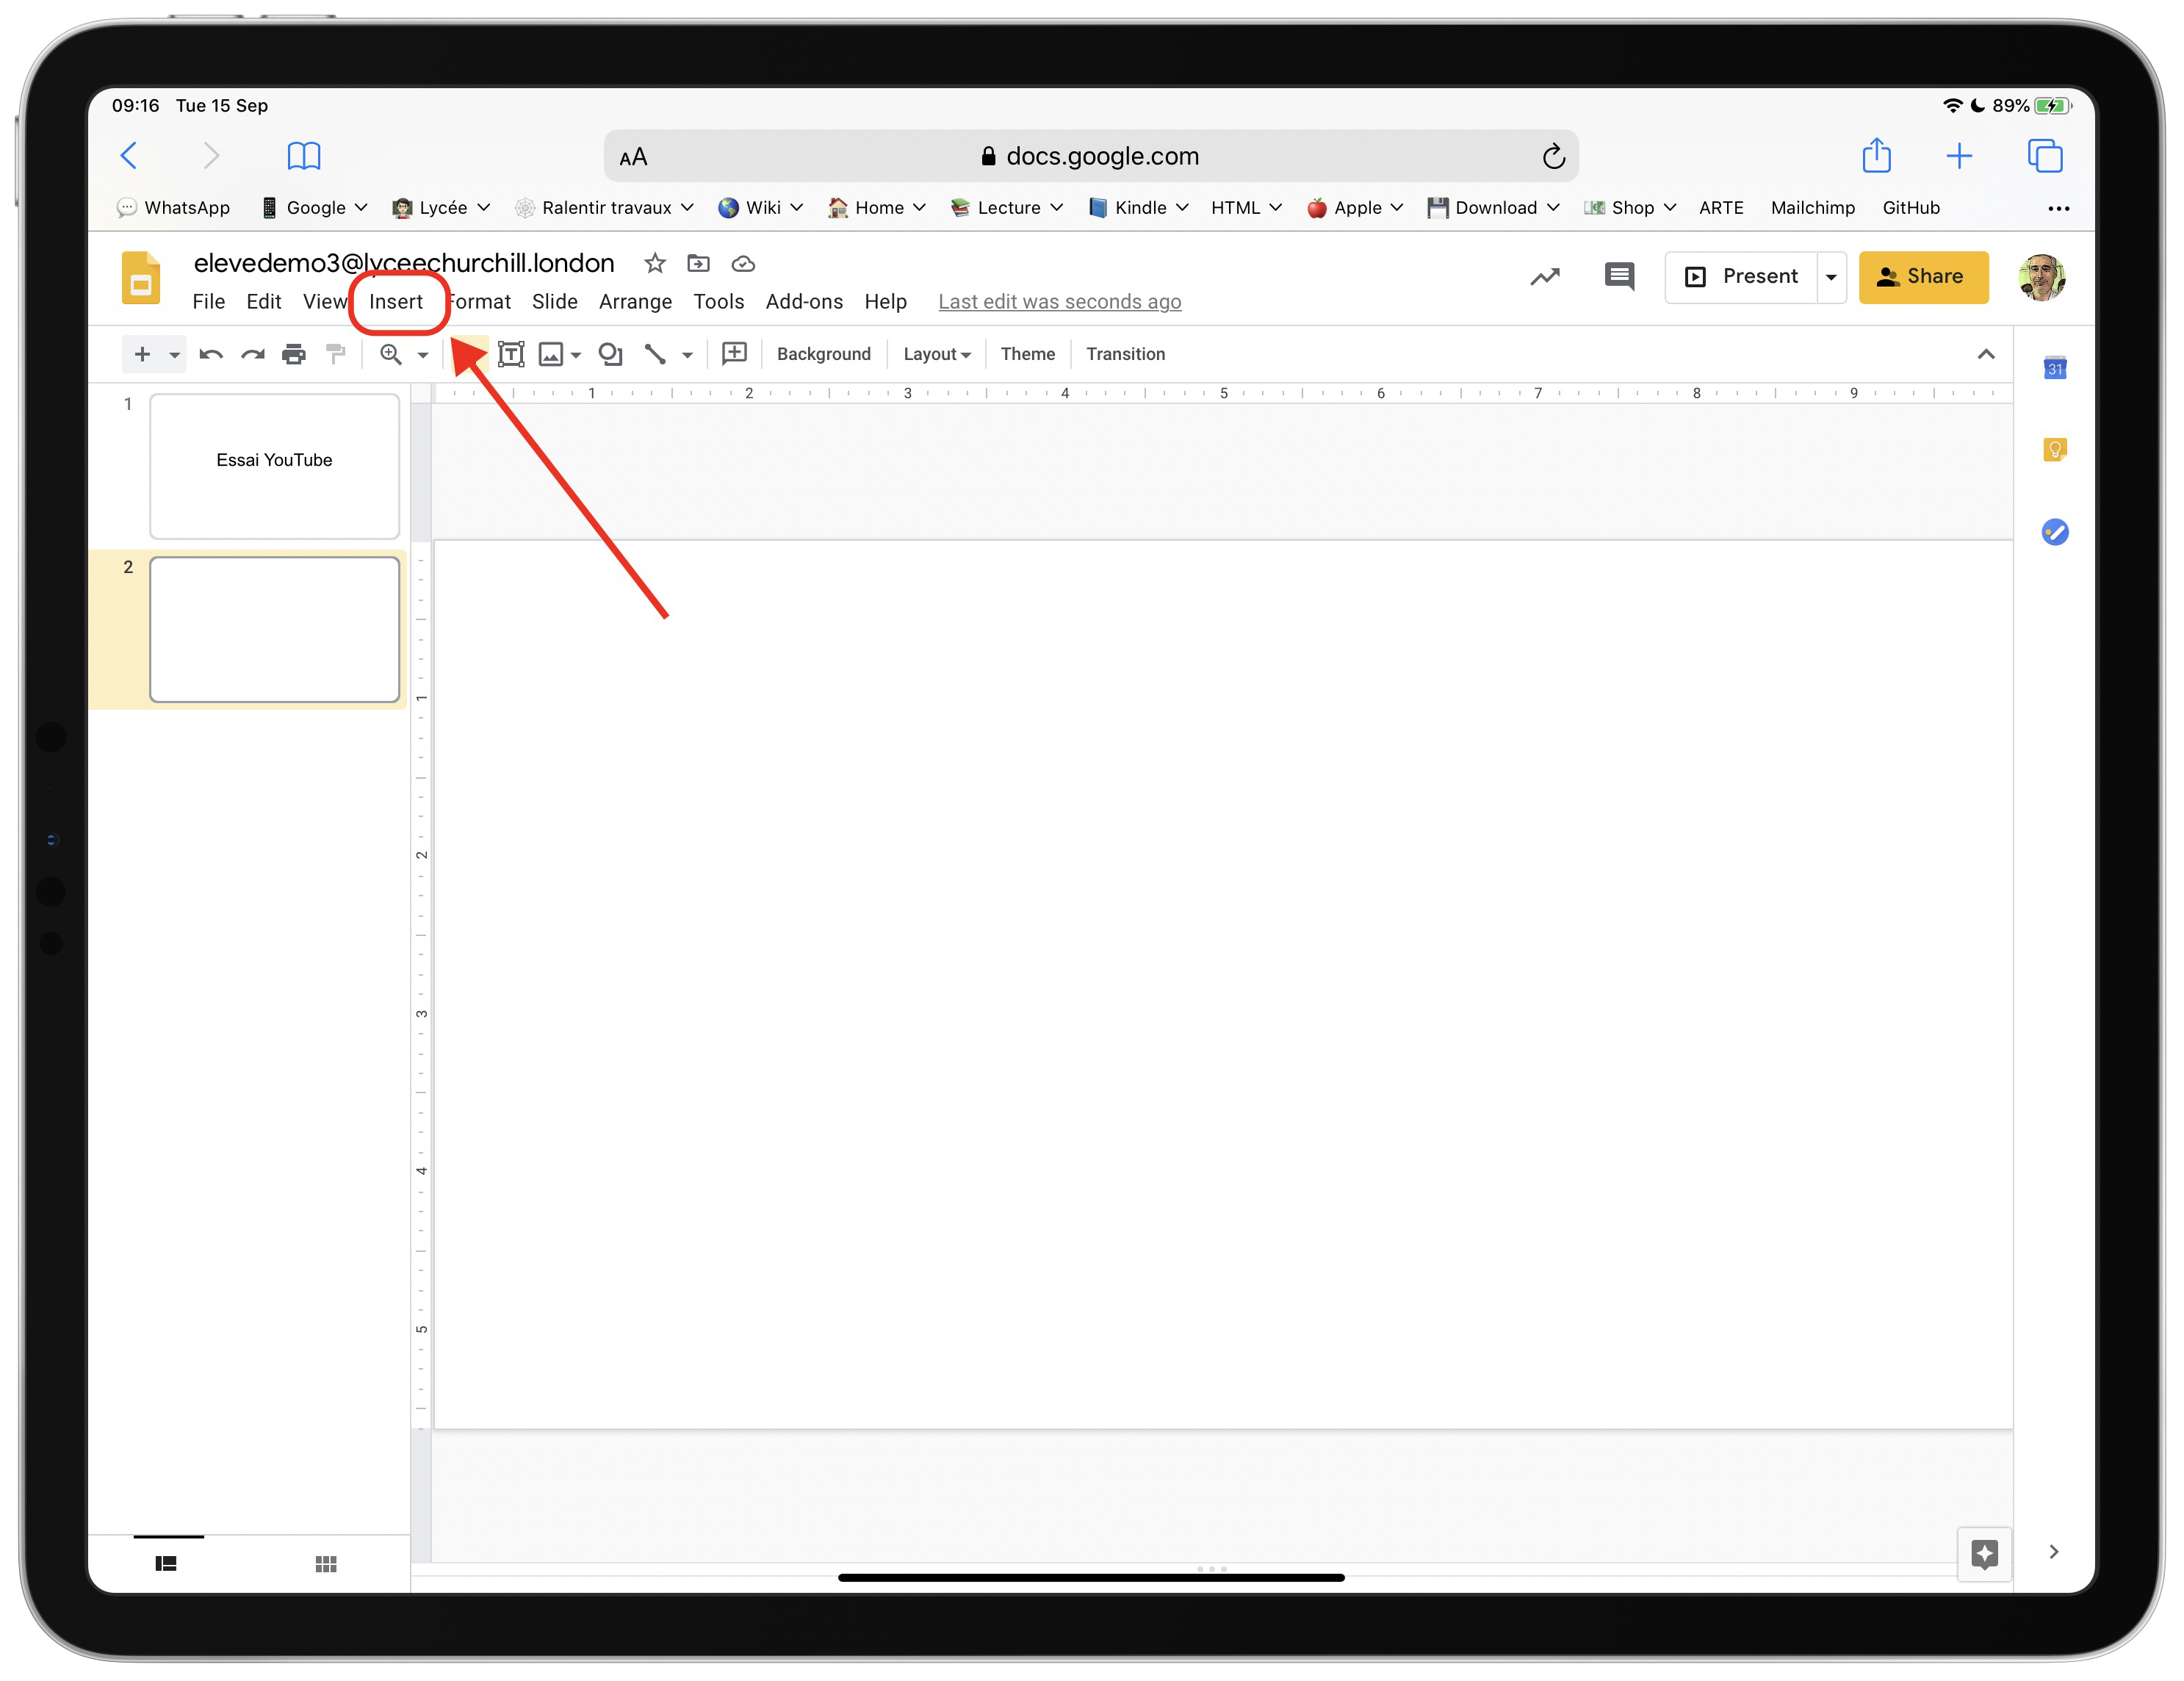 09:16 Tue 15 Sep
89%
AA docs.google.com
WhatsApp Google Lycée Ralentir travaux Wiki Home Lecture Kindle HTML Apple Download Shop ARTE Mailchimp GitHub
elevedemo3@lyceechurchill.london
File Edit View Insert Format Slide Arrange Tools Add-ons Help Last edit was seconds ago
Present Share
Background Layout Theme Transition
31
1 2 3 4 5 6 7 8 9
1
Essai YouTube
2
1
2
3
4
5